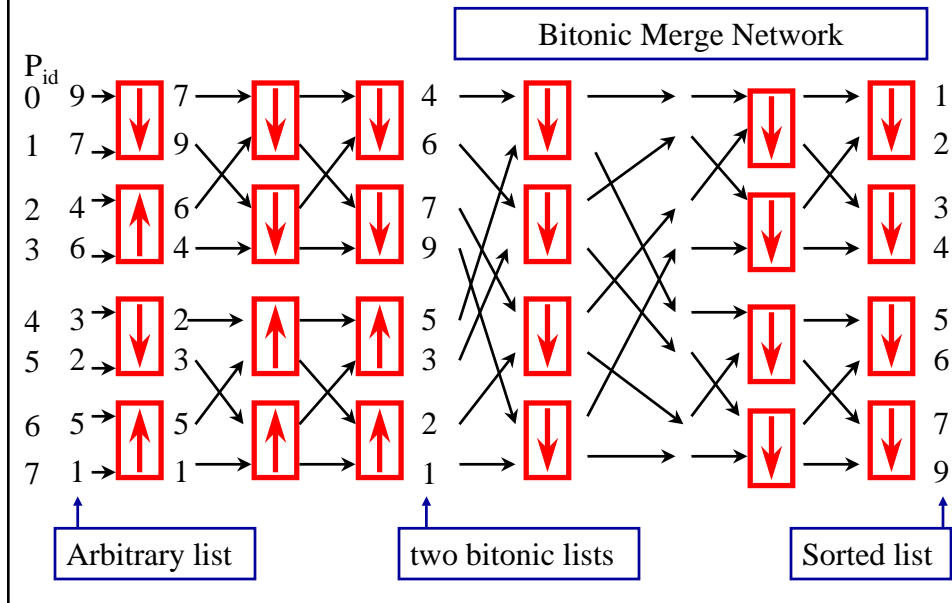 Bitonic Merge Network
P_id
0 9 7 4 1
1 7 9 6 2
2 4 6 7 3
3 6 4 9 4
4 3 2 5 5
5 2 3 3 6
6 5 5 2 7
7 1 1 1 9
Arbitrary list two bitonic lists Sorted list